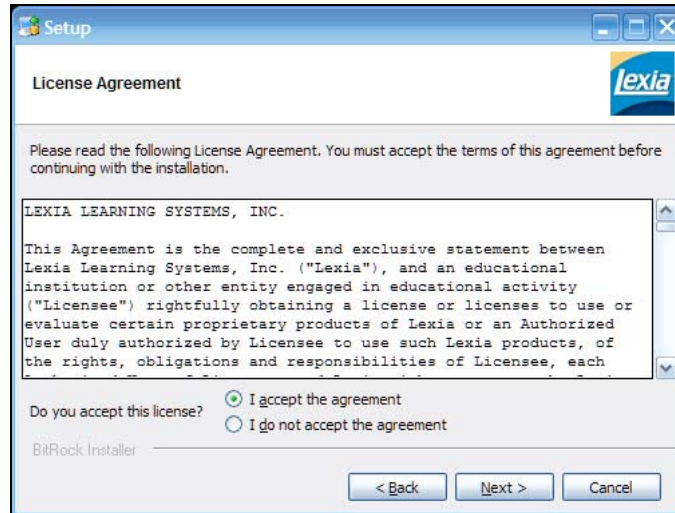 Setup
License Agreement
lexia
Please read the following License Agreement. You must accept the terms of this agreement before
continuing with the installation.
LEXIA LEARNING SYSTEMS, INC.
This Agreement is the complete and exclusive statement between
Lexia Learning Systems, Inc. ("Lexia"), and an educational
institution or other entity engaged in educational activity
("Licensee") rightfully obtaining a license or licenses to use or
evaluate certain proprietary products of Lexia or an Authorized
User duly authorized by Licensee to use such Lexia products, of
the rights, obligations and responsibilities of Licensee, each
Do you accept this license?
I accept the agreement
I do not accept the agreement
BitRock Installer
< Back
Next >
Cancel